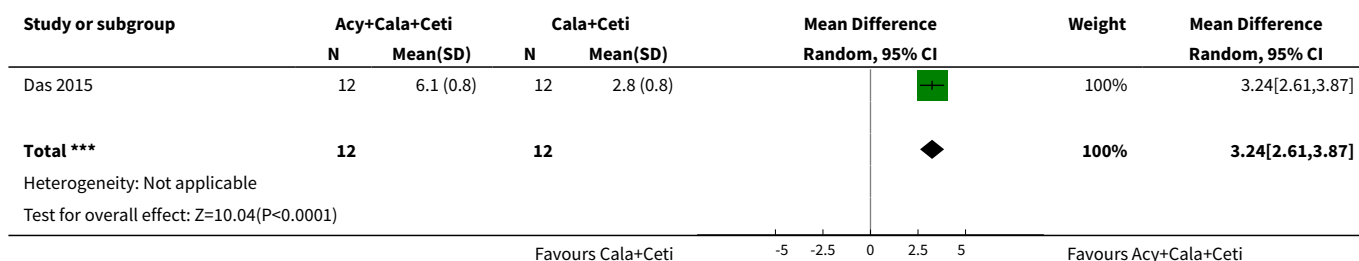 Study or subgroup Acy+Cala+Ceti Cala+Ceti Mean Difference Weight Mean Difference
N Mean(SD) N Mean(SD) Random, 95% CI Random, 95% CI
Das 2015 12 6.1 (0.8) 12 2.8 (0.8) 100% 3.24[2.61,3.87]
Total *** 12 12 100% 3.24[2.61,3.87]
Heterogeneity: Not applicable
Test for overall effect: Z=10.04(P<0.0001)
Favours Cala+Ceti -5 -2.5 0 2.5 5 Favours Acy+Cala+Ceti